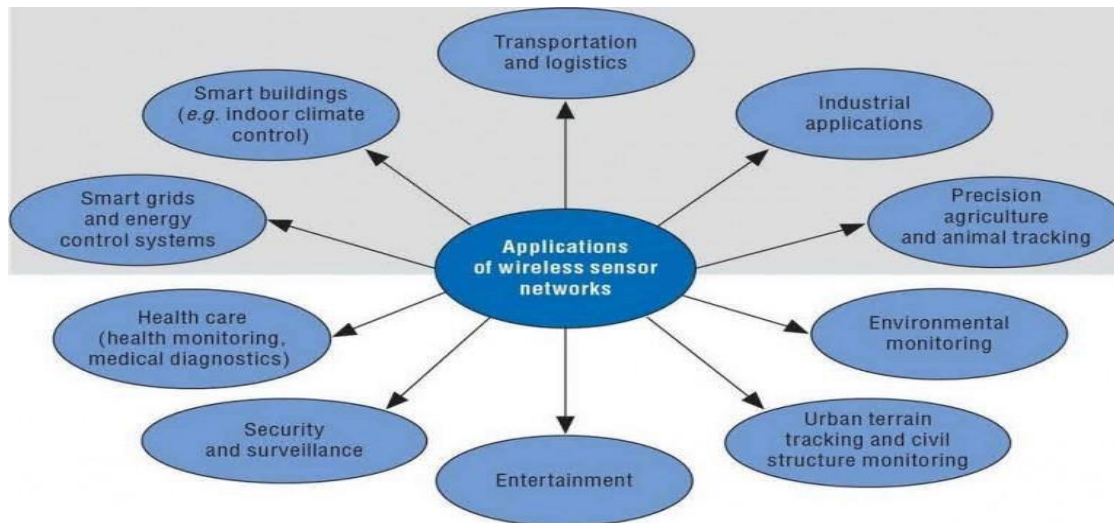 Transportation
and logistics
Smart buildings
(e.g. indoor climate
control)
Industrial
applications
Smart grids
and energy
control systems
Precision
agriculture
and animal tracking
Applications
of wireless sensor
networks
Health care
(health monitoring,
medical diagnostics)
Environmental
monitoring
Security
and surveillance
Urban terrain
tracking and civil
structure monitoring
Entertainment